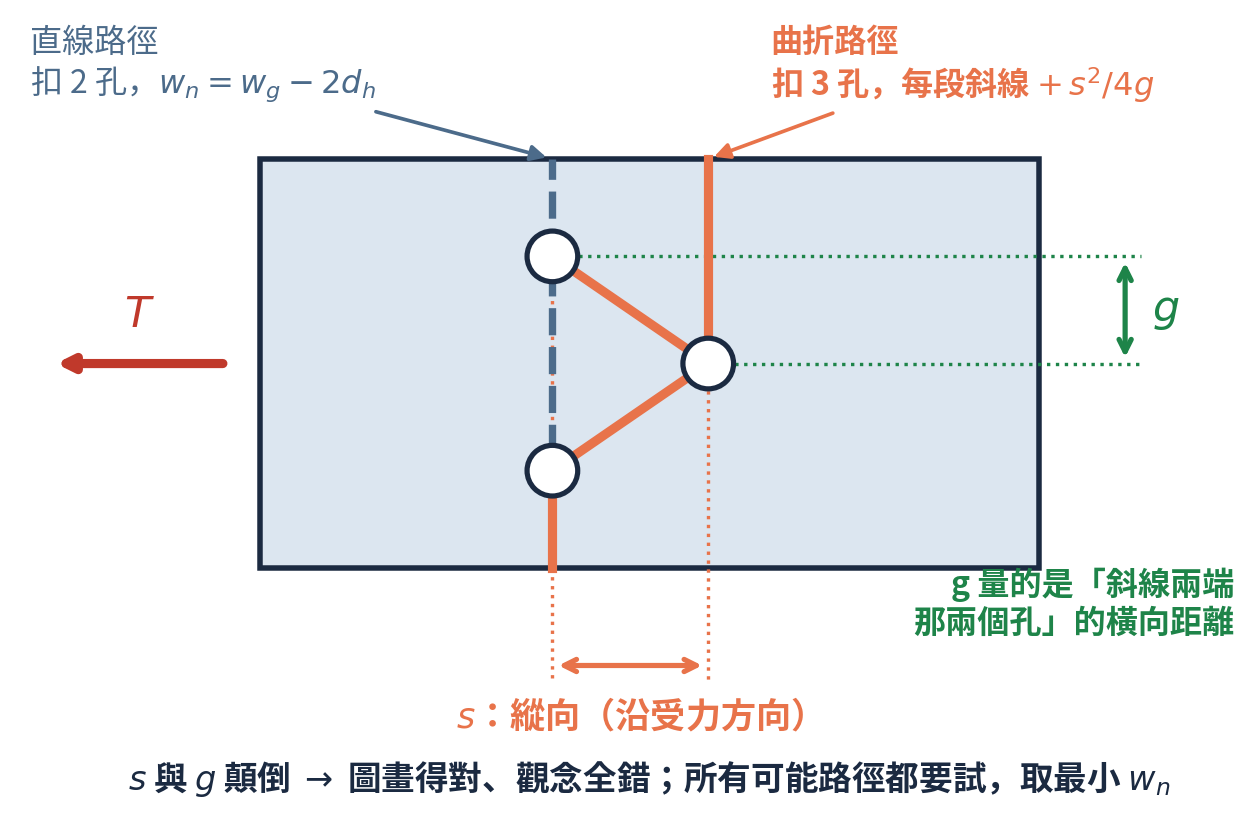 直線路徑
扣 2 孔，wₙ = w_g − 2dₕ
曲折路徑
扣 3 孔，每段斜線 + s²/4g
T
g
g 量的是「斜線兩端
那兩個孔」的橫向距離
s：縱向（沿受力方向）
s 與 g 顛倒 → 圖畫得對、觀念全錯；所有可能路徑都要試，取最小 wₙ